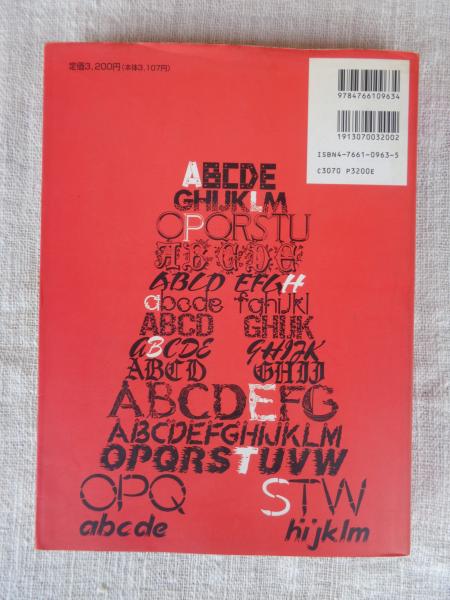 定価3,200円(本体3,107円)
9784766109634
1913070032002
ISBN4-7661-0963-5
C3070 P3200E
ABCDE
GHIJKLM
OPQRSTU
ABCDE
ABCD EFGH
abcde fghijkl
ABCD GHIJK
ABCDE GHIJK
ABCD GHIJ
ABCDEFG
ABCDEFGHIJKLM
OPQRSTUVW
OPQ STW
abcde hijklm